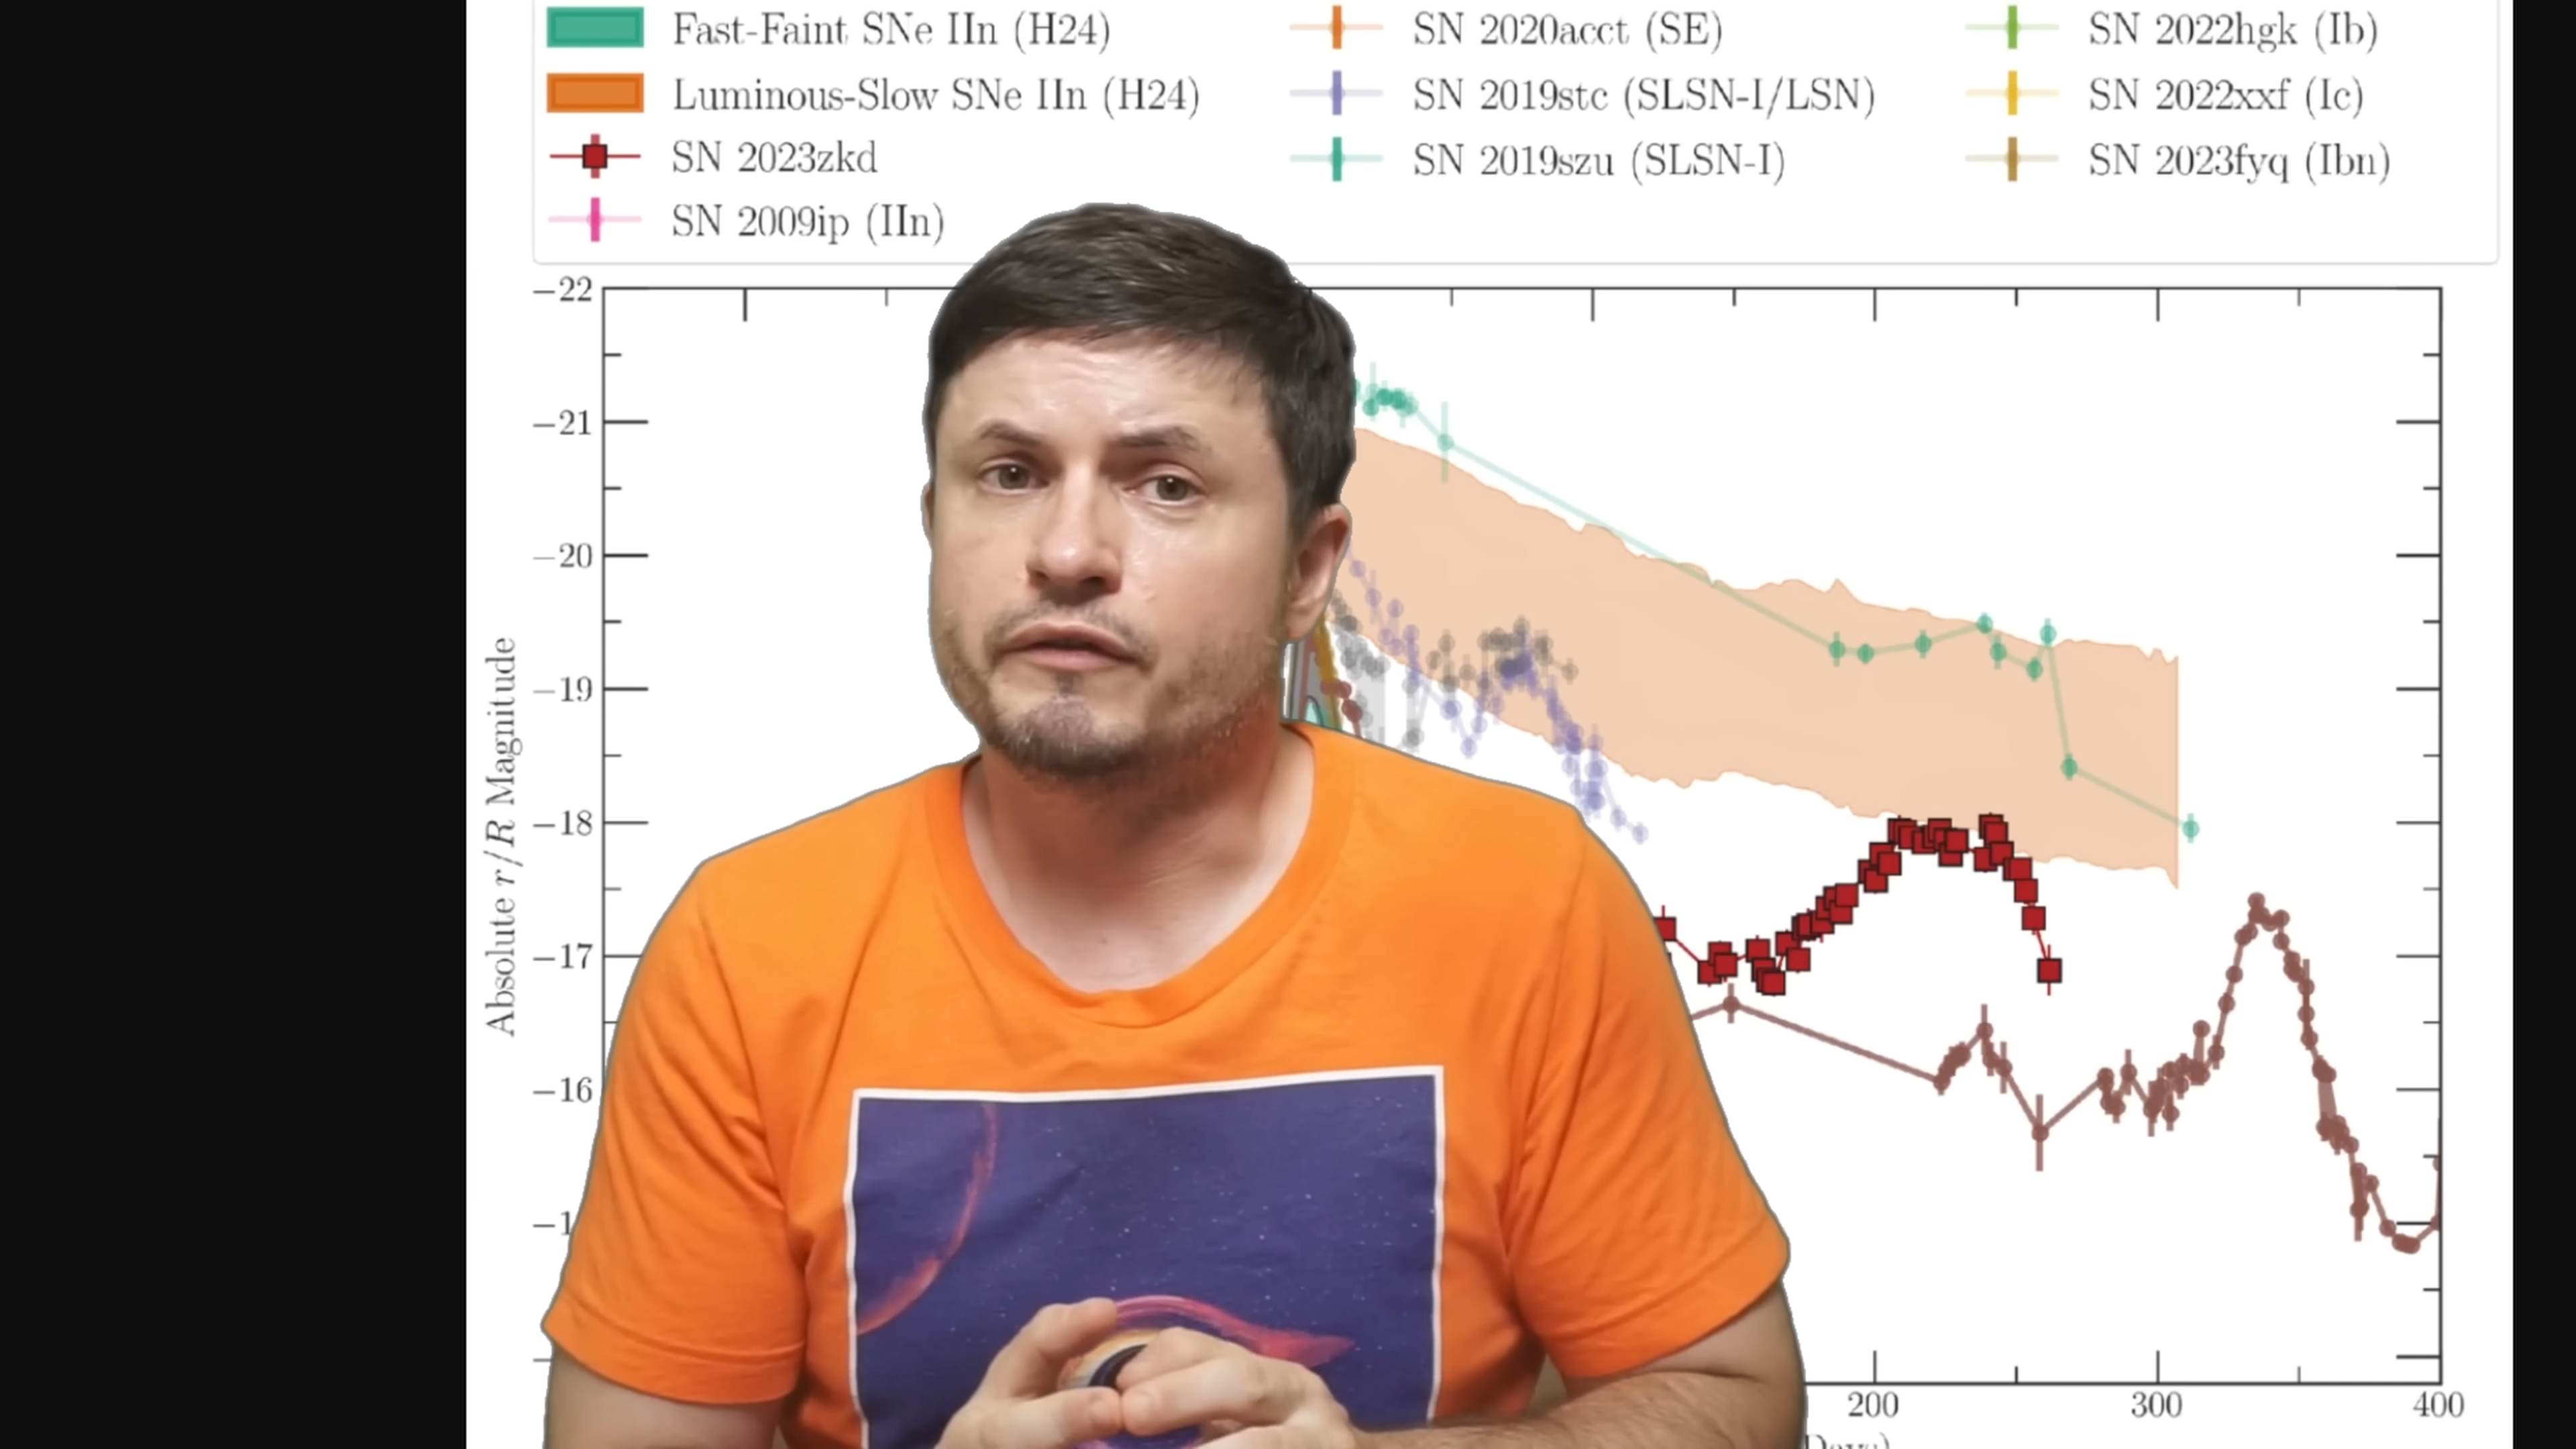 Fast-Faint SNe IIn (H24)
Luminous-Slow SNe IIn (H24)
SN 2023zkd
SN 2009ip (IIn)
SN 2020acct (SE)
SN 2019stc (SLSN-I/LSN)
SN 2019szu (SLSN-I)
SN 2022hgk (Ib)
SN 2022xxf (Ic)
SN 2023fyq (Ibn)
Absolute r/R Magnitude
−22
−21
−20
−19
−18
−17
−16
200
300
400